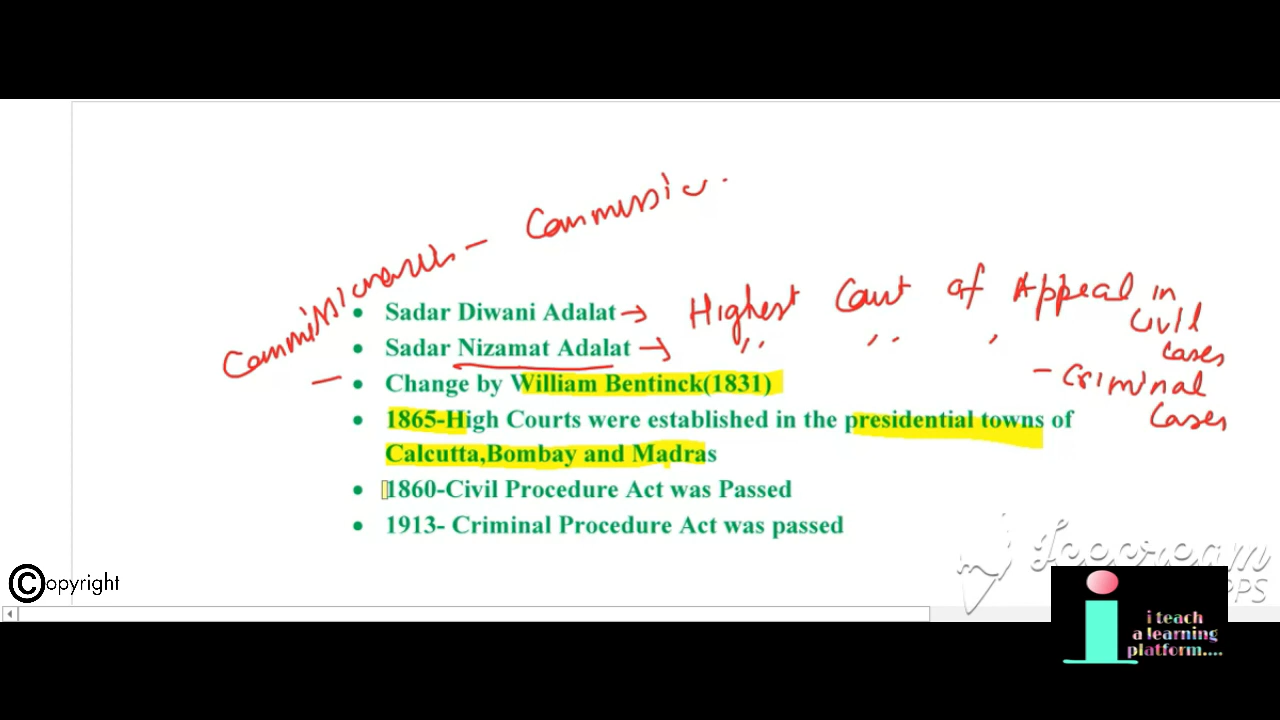 Commissi
Commissionaries -
• Sadar Diwani Adalat → Highest Court of Appeal in Civil cases
• Sadar Nizamat Adalat → " " " - Criminal Cases
• Change by William Bentinck(1831)
• 1865-High Courts were established in the presidential towns of
Calcutta,Bombay and Madras
• 1860-Civil Procedure Act was Passed
• 1913- Criminal Procedure Act was passed
©opyright
i teach
a learning
platform....